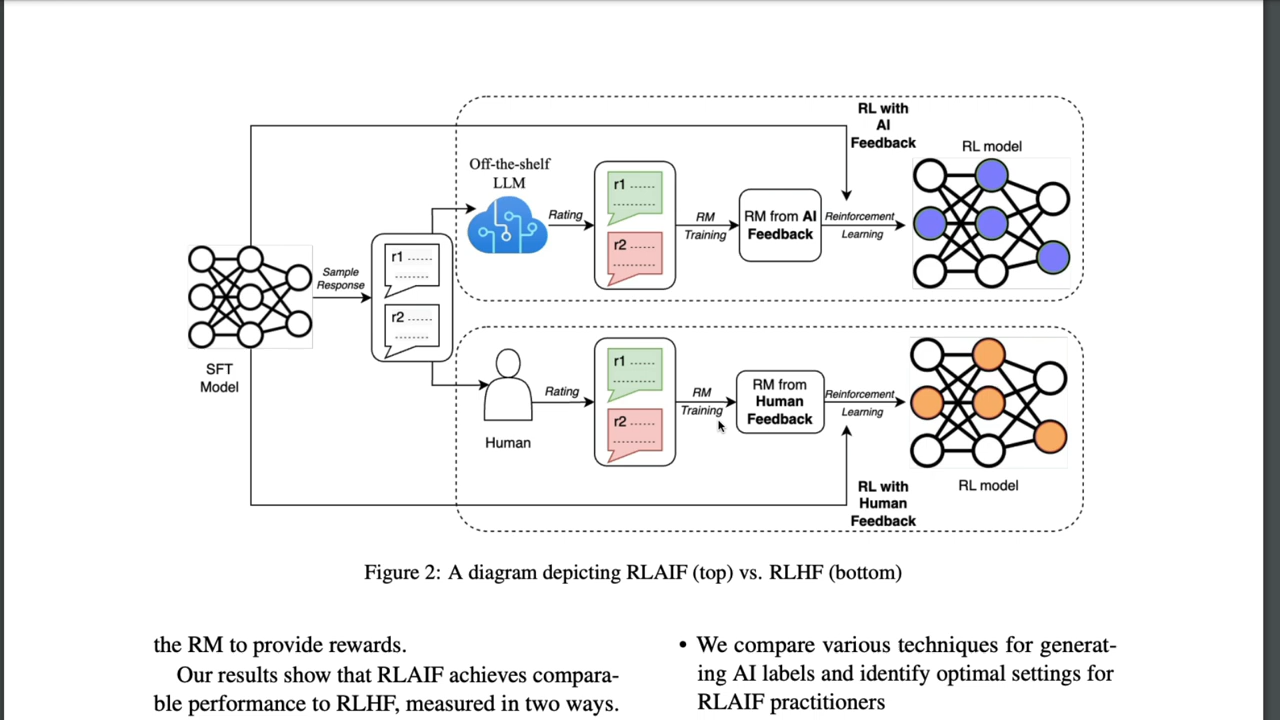 RL with
AI
Feedback
RL model
Off-the-shelf
LLM
r1 ......
r2 ......
Rating
RM
Training
RM from AI
Feedback
Reinforcement
Learning
Sample
Response
r1 ......
r2 ......
SFT
Model
Human
Rating
r1 ......
r2 ......
RM
Training
RM from
Human
Feedback
Reinforcement
Learning
RL model
RL with
Human
Feedback
Figure 2: A diagram depicting RLAIF (top) vs. RLHF (bottom)
the RM to provide rewards.
Our results show that RLAIF achieves compara-
ble performance to RLHF, measured in two ways.
• We compare various techniques for generat-
ing AI labels and identify optimal settings for
RLAIF practitioners